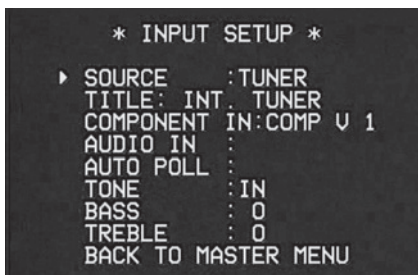 * INPUT SETUP *
SOURCE :TUNER
TITLE: INT. TUNER
COMPONENT IN:COMP V 1
AUDIO IN :
AUTO POLL :
TONE :IN
BASS : 0
TREBLE : 0
BACK TO MASTER MENU